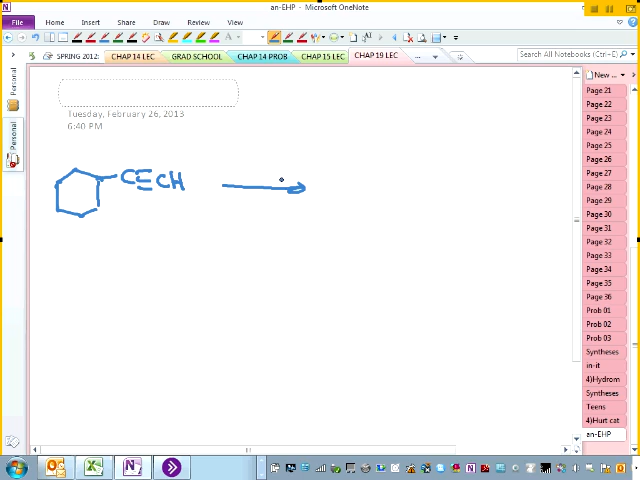 an-EHP - Microsoft OneNote
File
Home
Insert
Share
Draw
Review
View
SPRING 2012:
CHAP 14 LEC
GRAD SCHOOL
CHAP 14 PROB
CHAP 15 LEC
CHAP 19 LEC
...
Search All Notebooks (Ctrl+E)
Personal
Personal
New ...
Tuesday, February 26, 2013
6:40 PM
C≡CH
Page 21
Page 22
Page 23
Page 24
Page 25
Page 26
Page 27
Page 28
Page 29
Page 30
Page 31
Page 32
Page 33
Page 34
Page 35
Page 36
Prob 01
Prob 02
Prob 03
Syntheses
in-it
4)Hydrom
Syntheses
Teens
4)Hurt cat
an-EHP